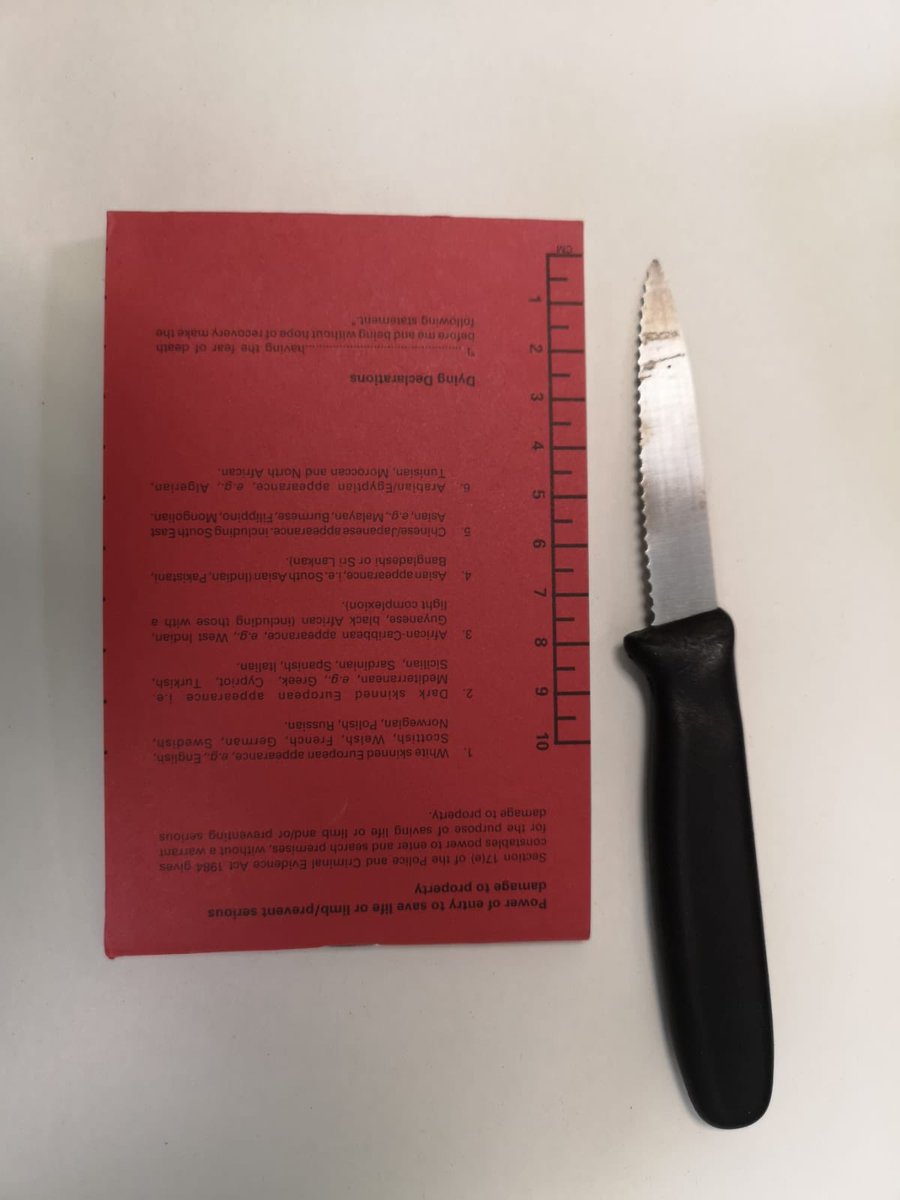 Power of entry to save life or limb/prevent serious
damage to property
Section 17(e) of the Police and Criminal Evidence Act 1984 gives
constables power to enter and search premises, without a warrant
for the purpose of saving life or limb and/or preventing serious
damage to property.
1. White skinned European appearance, e.g., English,
Scottish, Welsh, French, German, Swedish,
Norwegian, Polish, Russian.
2. Dark skinned European appearance i.e.
Mediterranean, e.g., Greek, Cypriot, Turkish,
Sicilian, Sardinian, Spanish, Italian.
3. African-Caribbean appearance, e.g., West Indian,
Guyanese, black African (including those with a
light complexion).
4. Asian appearance, i.e. South Asian (Indian, Pakistani,
Bangladeshi or Sri Lankan).
5. Chinese/Japanese appearance, including South East
Asian, e.g., Malayan, Burmese, Filippino, Mongolian.
6. Arabian/Egyptian appearance, e.g., Algerian,
Tunisian, Moroccan and North African.
Dying Declarations
"I ..........................................having the fear of death
before me and being without hope of recovery make the
following statement."
CM
1
2
3
4
5
6
7
8
9
10